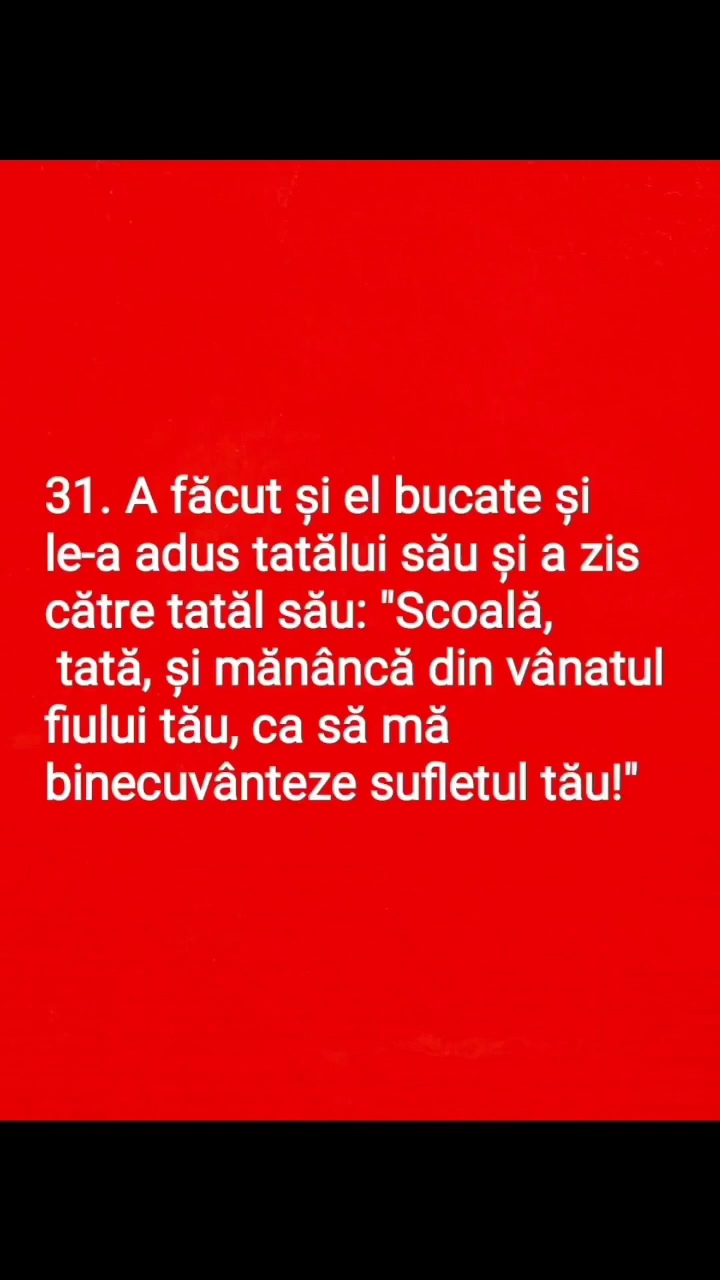 31. A făcut și el bucate și
le-a adus tatălui său și a zis
către tatăl său: "Scoală,
tată, și mănâncă din vânatul
fiului tău, ca să mă
binecuvânteze sufletul tău!"